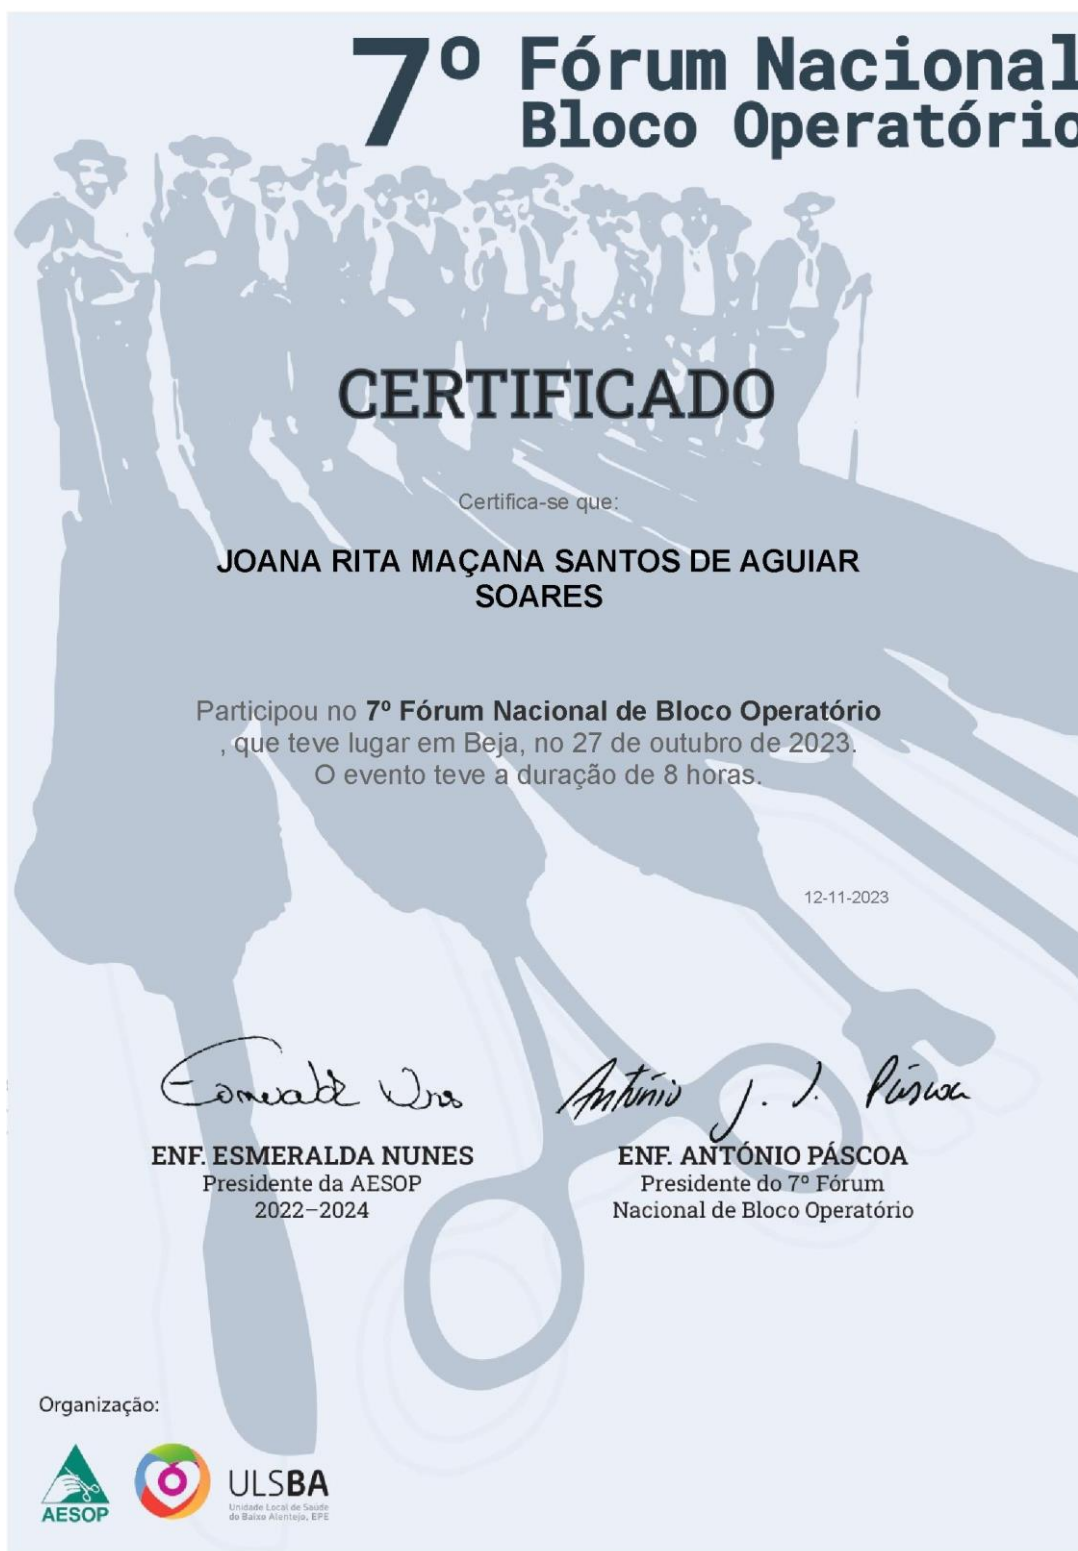 7º Fórum Nacional
Bloco Operatório
CERTIFICADO
Certifica-se que:
JOANA RITA MAÇANA SANTOS DE AGUIAR
SOARES
Participou no 7º Fórum Nacional de Bloco Operatório
, que teve lugar em Beja, no 27 de outubro de 2023.
O evento teve a duração de 8 horas.
12-11-2023
António J. J. Páscoa
ENF. ESMERALDA NUNES
Presidente da AESOP
2022–2024
ENF. ANTÓNIO PÁSCOA
Presidente do 7º Fórum
Nacional de Bloco Operatório
Organização:
AESOP
ULSBA
Unidade Local de Saúde
do Baixo Alentejo, EPE